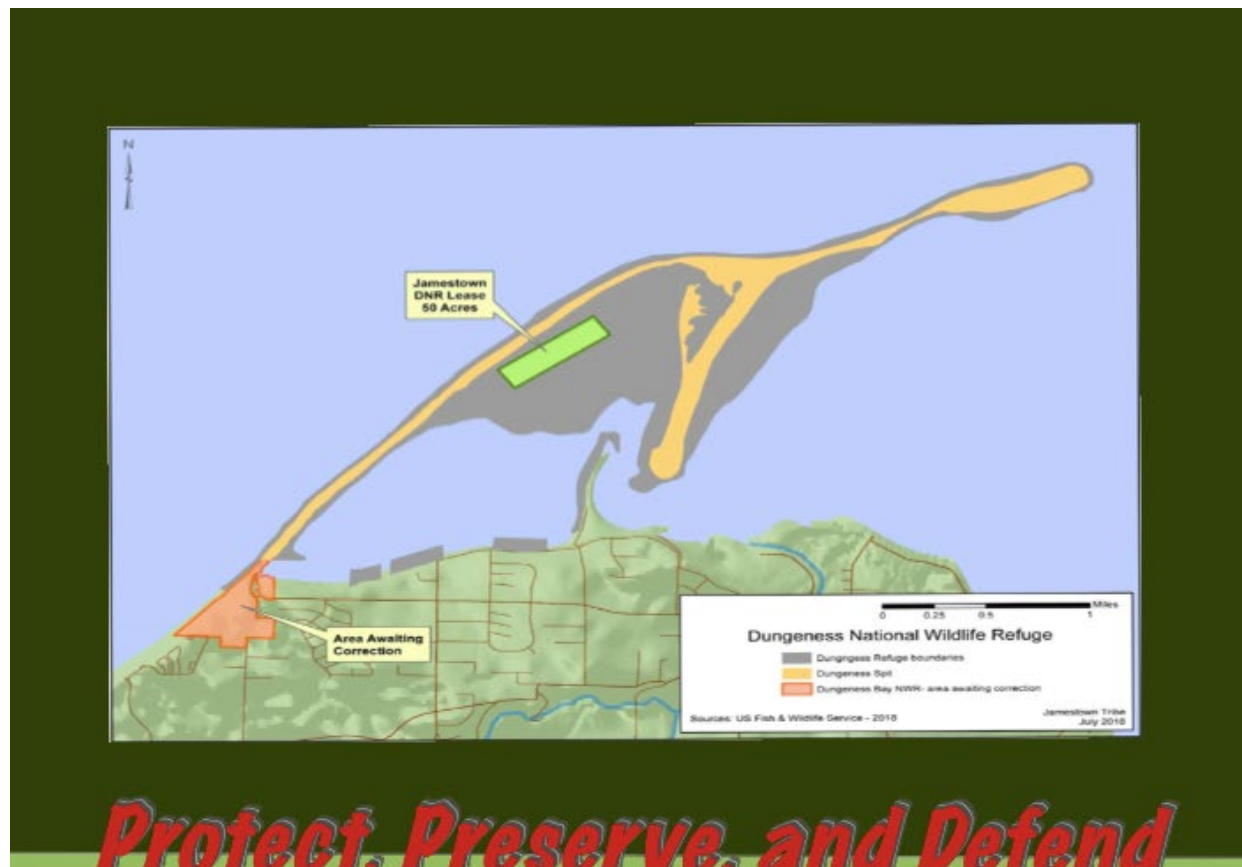 N
Jamestown
DNR Lease
50 Acres
Area Awaiting
Correction
Miles
0 0.25 0.5 1
Dungeness National Wildlife Refuge
Dungngess Refuge boundaries
Dungeness Spit
Dungeness Bay NWR- area awaiting correction
Sources: US Fish & Wildlife Service - 2018
Jamestown Tribe
July 2018
Protect, Preserve, and Defend